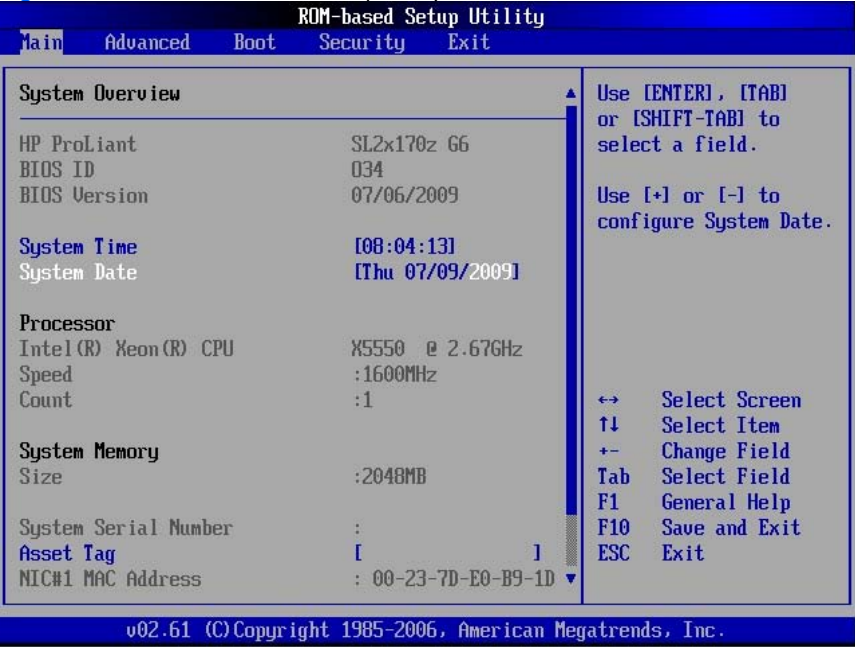 ROM-based Setup Utility
Main Advanced Boot Security Exit
System Overview
HP ProLiant SL2x170z G6
BIOS ID O34
BIOS Version 07/06/2009
System Time [08:04:13]
System Date [Thu 07/09/2009]
Processor
Intel(R) Xeon(R) CPU X5550 @ 2.67GHz
Speed :1600MHz
Count :1
System Memory
Size :2048MB
System Serial Number :
Asset Tag [ ]
NIC#1 MAC Address : 00-23-7D-E0-B9-1D
Use [ENTER], [TAB]
or [SHIFT-TAB] to
select a field.
Use [+] or [-] to
configure System Date.
↔ Select Screen
↑↓ Select Item
+- Change Field
Tab Select Field
F1 General Help
F10 Save and Exit
ESC Exit
v02.61 (C)Copyright 1985-2006, American Megatrends, Inc.